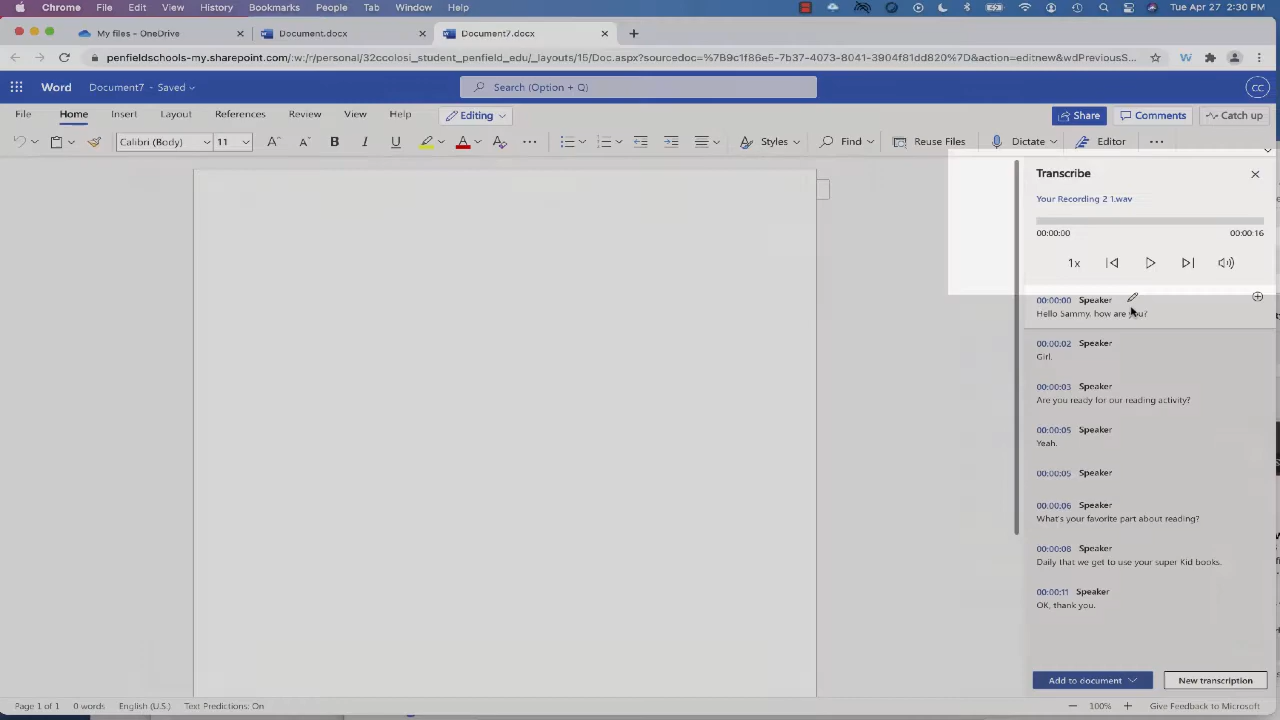 Chrome File Edit View History Bookmarks People Tab Window Help Tue Apr 27 2:30 PM
My files - OneDrive Document.docx Document7.docx
penfieldschools-my.sharepoint.com/:w:/r/personal/32ccolosi_student_penfield_edu/_layouts/15/Doc.aspx?sourcedoc=%7B9c1f86e5-7b37-4073-8041-3904f81dd820%7D&action=editnew&wdPreviousS...
Word Document7 - Saved Search (Option + Q) CC
File Home Insert Layout References Review View Help Editing Share Comments Catch up
Calibri (Body) 11 B I U A Styles Find Reuse Files Dictate Editor
Transcribe
Your Recording 2 1.wav
00:00:00 00:00:16
1x
00:00:00 Speaker
Hello Sammy, how are you?
00:00:02 Speaker
Girl.
00:00:03 Speaker
Are you ready for our reading activity?
00:00:05 Speaker
Yeah.
00:00:05 Speaker
00:00:06 Speaker
What's your favorite part about reading?
00:00:08 Speaker
Daily that we get to use your super Kid books.
00:00:11 Speaker
OK, thank you.
Add to document New transcription
Page 1 of 1 0 words English (U.S.) Text Predictions: On 100% Give Feedback to Microsoft